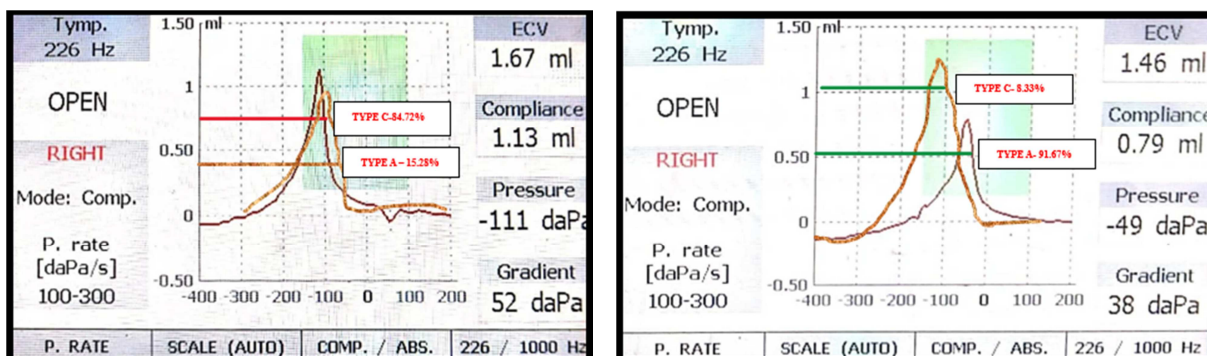 Tymp.
226 Hz
OPEN
RIGHT
Mode: Comp.
P. rate
[daPa/s]
100-300
1.50 ml
1
0.50
0
-0.50
-400 -300 -200 -100 0 100 200
TYPE C-84.72%
TYPE A – 15.28%
ECV
1.67 ml
Compliance
1.13 ml
Pressure
-111 daPa
Gradient
52 daPa
P. RATE SCALE (AUTO) COMP. / ABS. 226 / 1000 Hz
Tymp.
226 Hz
OPEN
RIGHT
Mode: Comp.
P. rate
[daPa/s]
100-300
1.50 ml
1
0.50
0
-0.50
-400 -300 -200 -100 0 100 200
TYPE C- 8.33%
TYPE A- 91.67%
ECV
1.46 ml
Compliance
0.79 ml
Pressure
-49 daPa
Gradient
38 daPa
P. RATE SCALE (AUTO) COMP. / ABS. 226 / 1000 Hz